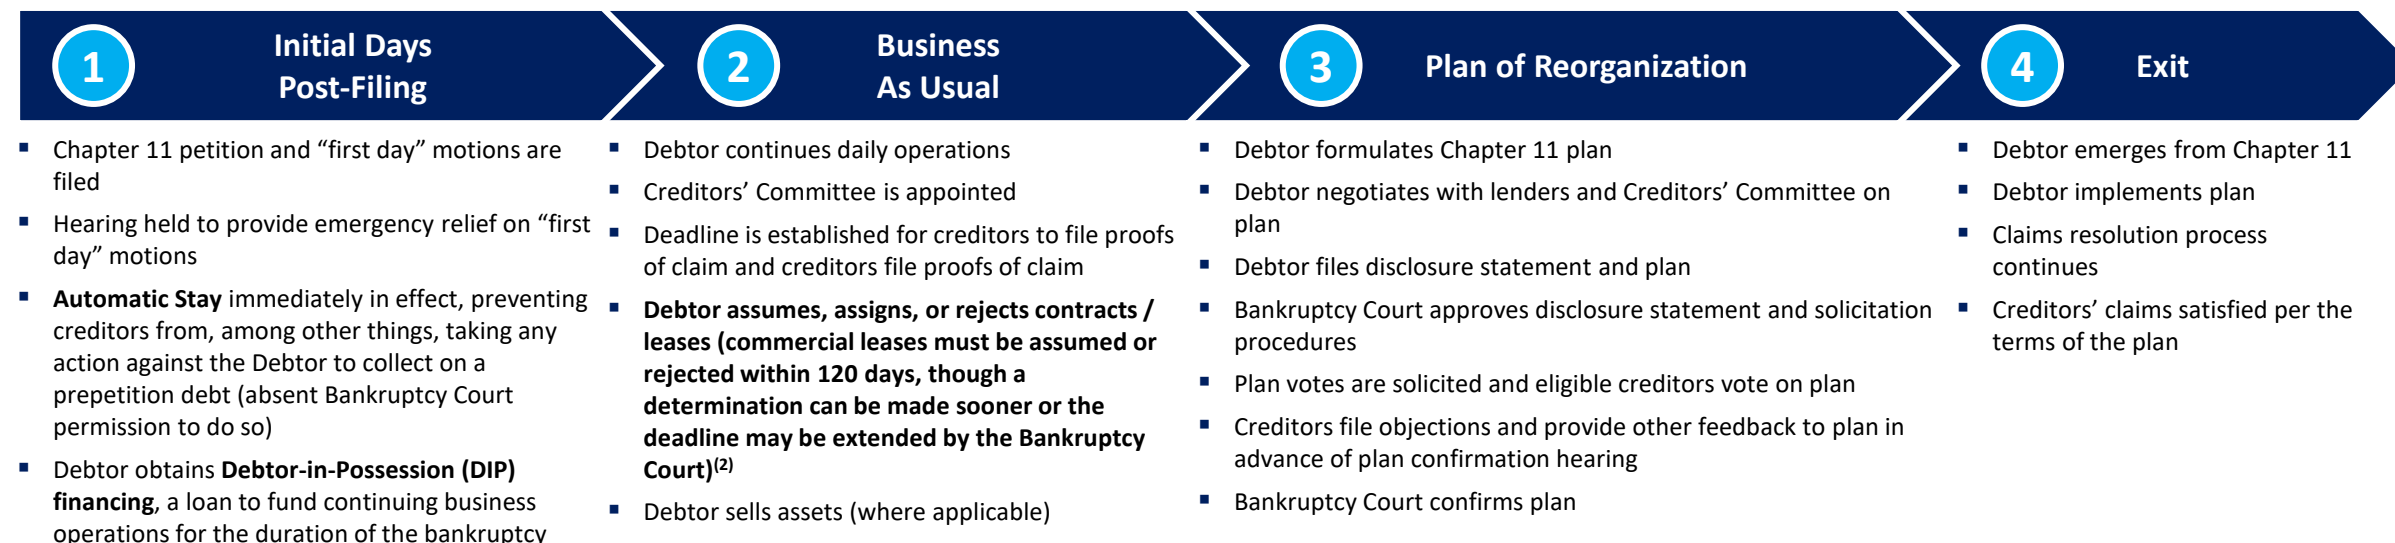 1
Initial Days
Post-Filing
▪ Chapter 11 petition and “first day” motions are
filed
▪ Hearing held to provide emergency relief on “first
day” motions
▪ Automatic Stay immediately in effect, preventing
creditors from, among other things, taking any
action against the Debtor to collect on a
prepetition debt (absent Bankruptcy Court
permission to do so)
▪ Debtor obtains Debtor-in-Possession (DIP)
financing, a loan to fund continuing business
operations for the duration of the bankruptcy
2
Business
As Usual
▪ Debtor continues daily operations
▪ Creditors’ Committee is appointed
▪ Deadline is established for creditors to file proofs
of claim and creditors file proofs of claim
▪ Debtor assumes, assigns, or rejects contracts /
leases (commercial leases must be assumed or
rejected within 120 days, though a
determination can be made sooner or the
deadline may be extended by the Bankruptcy
Court)(2)
▪ Debtor sells assets (where applicable)
3
Plan of Reorganization
▪ Debtor formulates Chapter 11 plan
▪ Debtor negotiates with lenders and Creditors’ Committee on
plan
▪ Debtor files disclosure statement and plan
▪ Bankruptcy Court approves disclosure statement and solicitation
procedures
▪ Plan votes are solicited and eligible creditors vote on plan
▪ Creditors file objections and provide other feedback to plan in
advance of plan confirmation hearing
▪ Bankruptcy Court confirms plan
4
Exit
▪ Debtor emerges from Chapter 11
▪ Debtor implements plan
▪ Claims resolution process
continues
▪ Creditors’ claims satisfied per the
terms of the plan